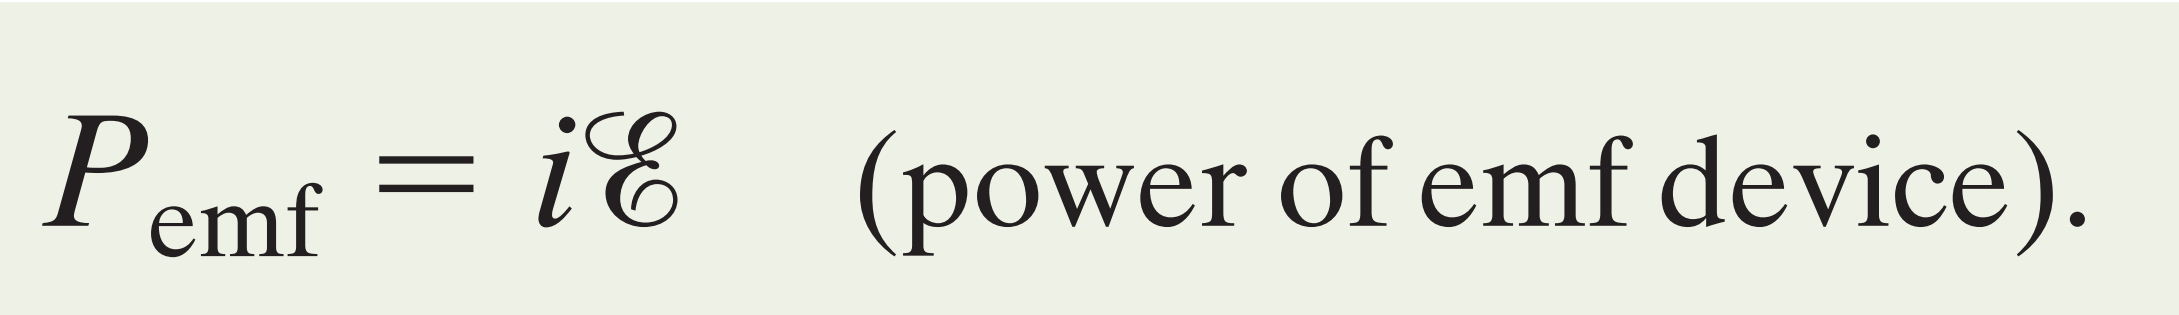 P_emf = iℰ (power of emf device).